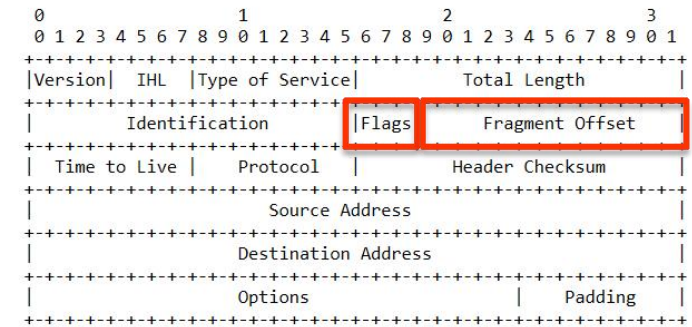 0                   1                   2                   3
0 1 2 3 4 5 6 7 8 9 0 1 2 3 4 5 6 7 8 9 0 1 2 3 4 5 6 7 8 9 0 1
+-+-+-+-+-+-+-+-+-+-+-+-+-+-+-+-+-+-+-+-+-+-+-+-+-+-+-+-+-+-+-+-+
|Version|  IHL  |Type of Service|          Total Length         |
+-+-+-+-+-+-+-+-+-+-+-+-+-+-+-+-+-+-+-+-+-+-+-+-+-+-+-+-+-+-+-+-+
|         Identification        |Flags|      Fragment Offset    |
+-+-+-+-+-+-+-+-+-+-+-+-+-+-+-+-+-+-+-+-+-+-+-+-+-+-+-+-+-+-+-+-+
|  Time to Live |    Protocol   |         Header Checksum       |
+-+-+-+-+-+-+-+-+-+-+-+-+-+-+-+-+-+-+-+-+-+-+-+-+-+-+-+-+-+-+-+-+
|                       Source Address                          |
+-+-+-+-+-+-+-+-+-+-+-+-+-+-+-+-+-+-+-+-+-+-+-+-+-+-+-+-+-+-+-+-+
|                    Destination Address                        |
+-+-+-+-+-+-+-+-+-+-+-+-+-+-+-+-+-+-+-+-+-+-+-+-+-+-+-+-+-+-+-+-+
|                    Options                    |    Padding    |
+-+-+-+-+-+-+-+-+-+-+-+-+-+-+-+-+-+-+-+-+-+-+-+-+-+-+-+-+-+-+-+-+